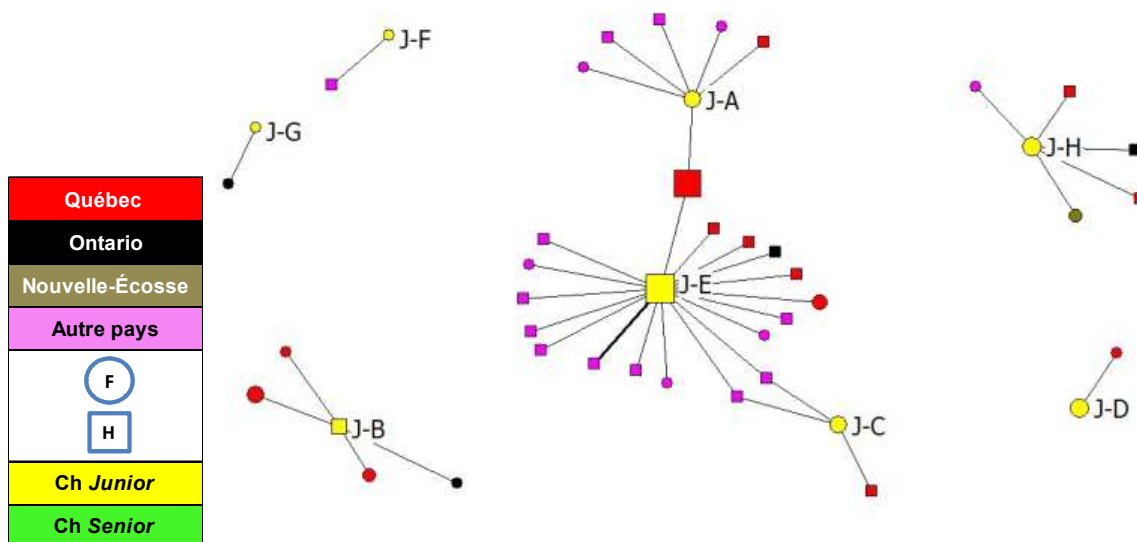 J-F
J-A
J-G
J-H
Québec
Ontario
Nouvelle-Écosse
Autre pays
F
H
Ch Junior
Ch Senior
J-E
J-B
J-C
J-D